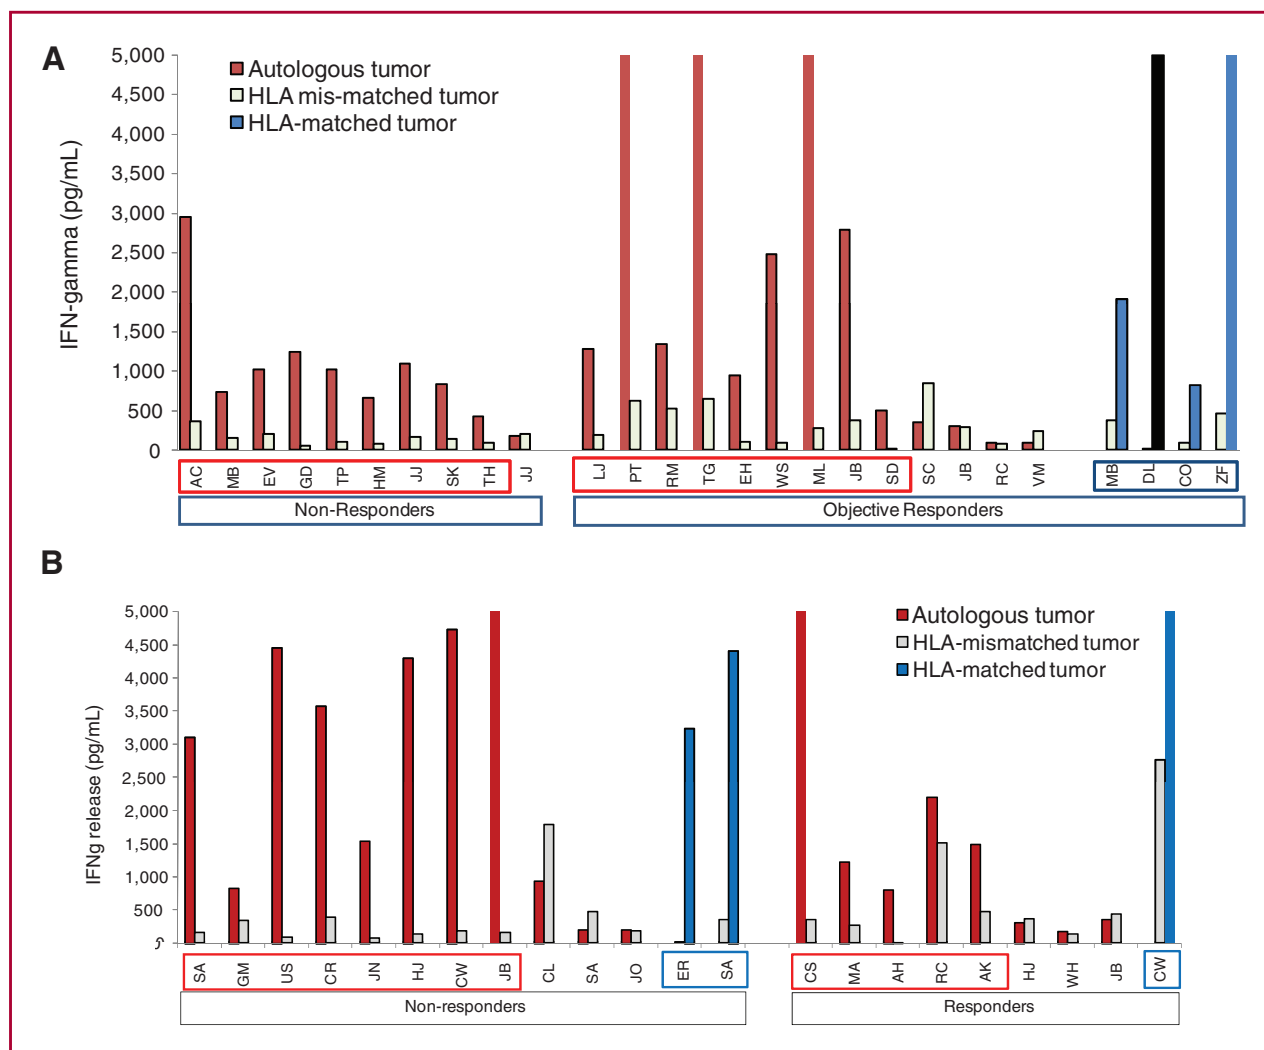 A
5,000
4,500
4,000
3,500
3,000
2,500
2,000
1,500
1,000
500
0
IFN-gamma (pg/mL)
Autologous tumor
HLA mis-matched tumor
HLA-matched tumor
AC MB EV GD TP HM JJ SK TH JJ LJ PT RM TG EH WS ML JB SD SC JB RC VM MB DL CO ZF
Non-Responders Objective Responders
B
5,000
4,500
4,000
3,500
3,000
2,500
2,000
1,500
1,000
500
IFNg release (pg/mL)
Autologous tumor
HLA-mismatched tumor
HLA-matched tumor
SA GM US CR JN HJ CW JB CL SA JO ER SA CS MA AH RC AK HJ WH JB CW
Non-responders Responders